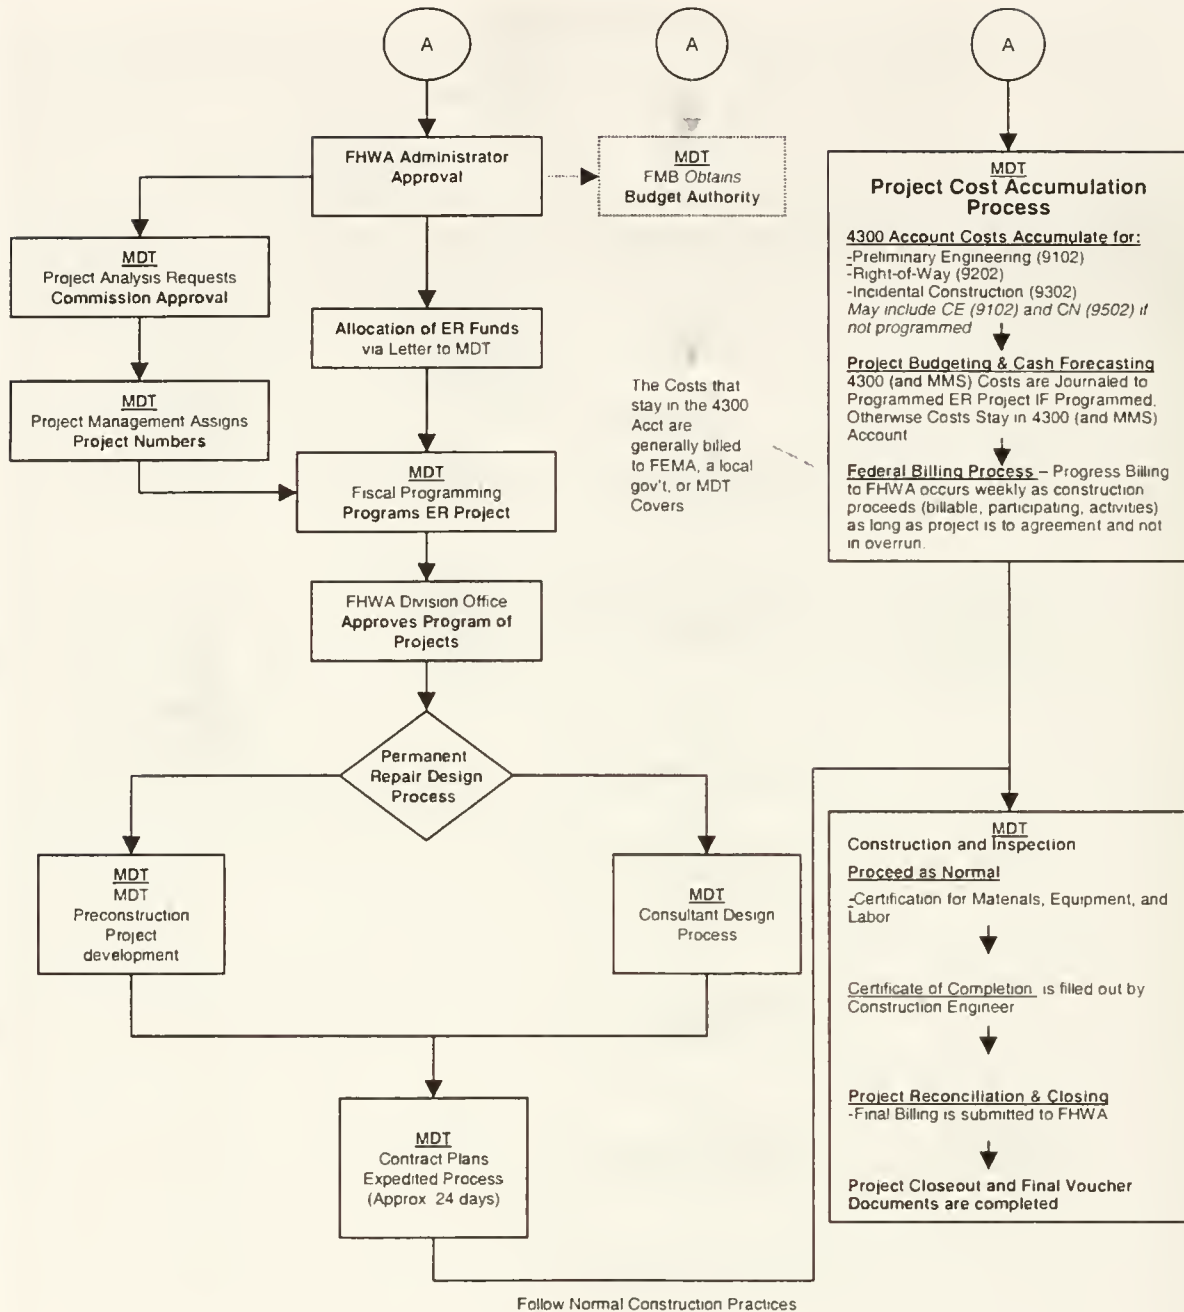 A
A
A
FHWA Administrator
Approval
MDT
FMB Obtains
Budget Authority
MDT
Project Analysis Requests
Commission Approval
Allocation of ER Funds
via Letter to MDT
MDT
Project Management Assigns
Project Numbers
MDT
Fiscal Programming
Programs ER Project
The Costs that
stay in the 4300
Acct are
generally billed
to FEMA, a local
gov't, or MDT
Covers
FHWA Division Office
Approves Program of
Projects
Permanent
Repair Design
Process
MDT
MDT
Preconstruction
Project
development
MDT
Consultant Design
Process
MDT
Contract Plans
Expedited Process
(Approx 24 days)
MDT
Project Cost Accumulation
Process
4300 Account Costs Accumulate for:
-Preliminary Engineering (9102)
-Right-of-Way (9202)
-Incidental Construction (9302)
May include CE (9102) and CN (9502) if
not programmed
Project Budgeting & Cash Forecasting
4300 (and MMS) Costs are Journaled to
Programmed ER Project IF Programmed,
Otherwise Costs Stay in 4300 (and MMS)
Account
Federal Billing Process – Progress Billing
to FHWA occurs weekly as construction
proceeds (billable, participating, activities)
as long as project is to agreement and not
in overrun.
MDT
Construction and Inspection
Proceed as Normal
-Certification for Materials, Equipment, and
Labor
Certificate of Completion is filled out by
Construction Engineer
Project Reconciliation & Closing
-Final Billing is submitted to FHWA
Project Closeout and Final Voucher
Documents are completed
Follow Normal Construction Practices